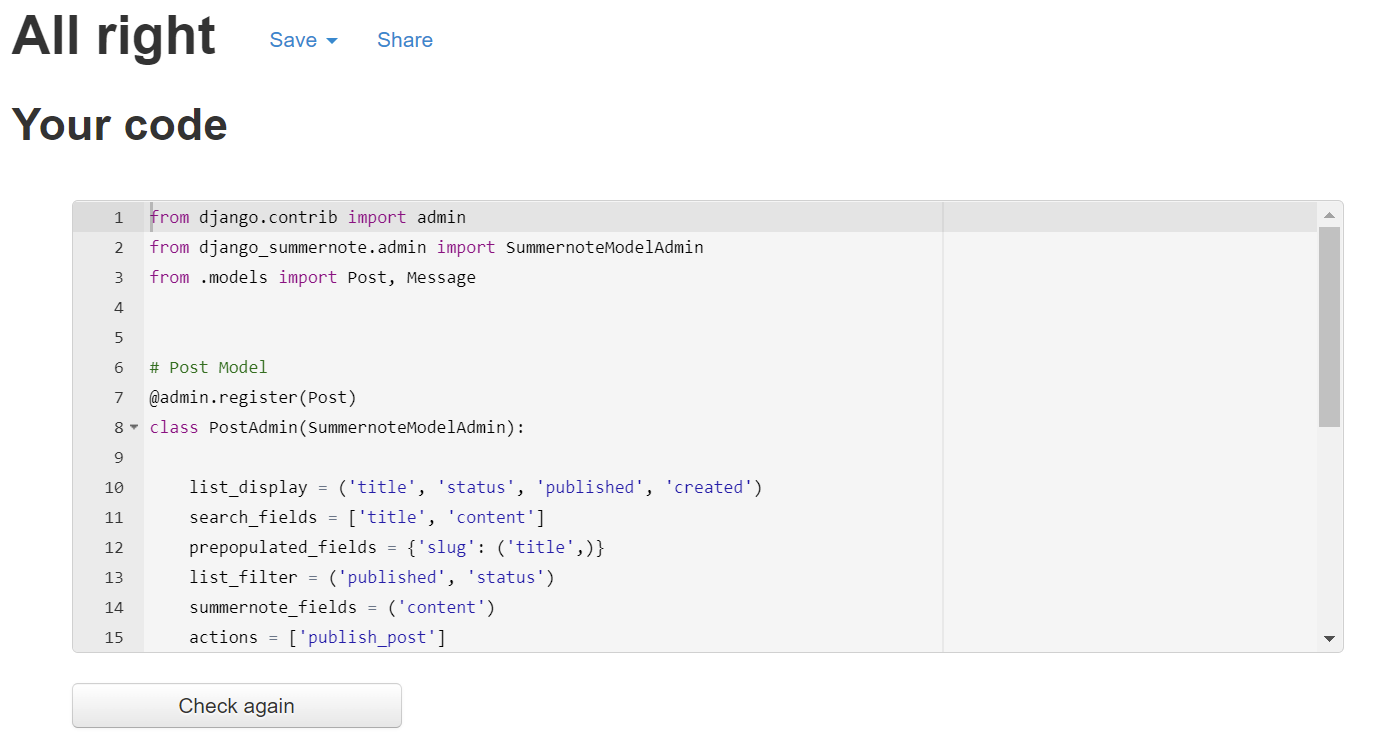 All right Save Share
Your code
1 from django.contrib import admin
2 from django_summernote.admin import SummernoteModelAdmin
3 from .models import Post, Message
4
5
6 # Post Model
7 @admin.register(Post)
8 class PostAdmin(SummernoteModelAdmin):
9
10     list_display = ('title', 'status', 'published', 'created')
11     search_fields = ['title', 'content']
12     prepopulated_fields = {'slug': ('title',)}
13     list_filter = ('published', 'status')
14     summernote_fields = ('content')
15     actions = ['publish_post']
Check again